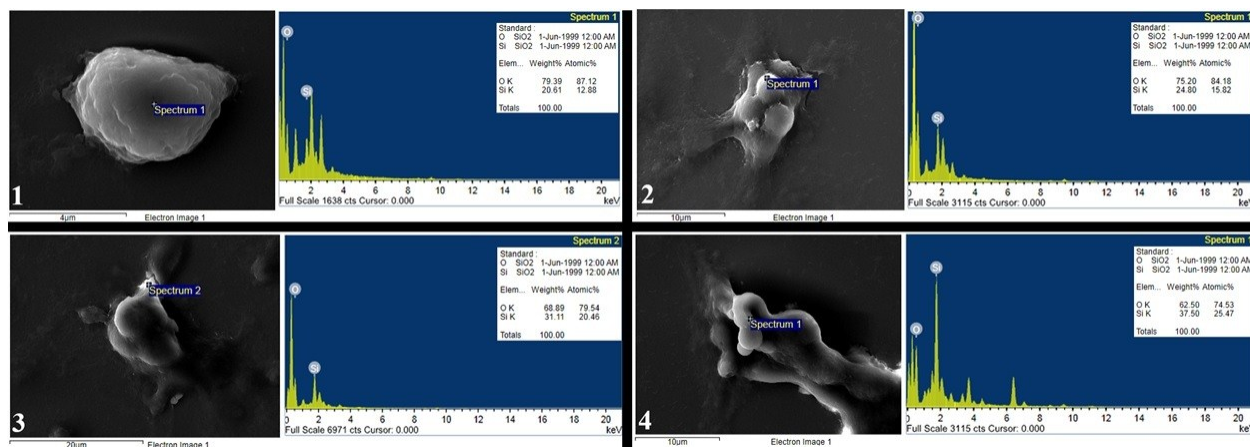 Spectrum 1
Spectrum 1
Standard :
O SiO2 1-Jun-1999 12:00 AM
Si SiO2 1-Jun-1999 12:00 AM
Elem... Weight% Atomic%
O K 79.39 87.12
Si K 20.61 12.88
Totals 100.00
O
Si
1
2 4 6 8 10 12 14 16 18 20
Full Scale 1638 cts Cursor: 0.000 keV
4µm Electron Image 1
Spectrum 1
Spectrum 1
Standard :
O SiO2 1-Jun-1999 12:00 AM
Si SiO2 1-Jun-1999 12:00 AM
Elem... Weight% Atomic%
O K 75.20 84.18
Si K 24.80 15.82
Totals 100.00
O
Si
2
0 2 4 6 8 10 12 14 16 18 20
Full Scale 3115 cts Cursor: 0.000 keV
10µm Electron Image 1
Spectrum 2
Spectrum 2
Standard :
O SiO2 1-Jun-1999 12:00 AM
Si SiO2 1-Jun-1999 12:00 AM
Elem... Weight% Atomic%
O K 68.89 79.54
Si K 31.11 20.46
Totals 100.00
O
Si
3
0 2 4 6 8 10 12 14 16 18 20
Full Scale 6971 cts Cursor: 0.000 keV
20µm Electron Image 1
Spectrum 1
Spectrum 1
Standard :
O SiO2 1-Jun-1999 12:00 AM
Si SiO2 1-Jun-1999 12:00 AM
Elem... Weight% Atomic%
O K 62.50 74.53
Si K 37.50 25.47
Totals 100.00
Si
O
4
0 2 4 6 8 10 12 14 16 18 20
Full Scale 3115 cts Cursor: 0.000 keV
10µm Electron Image 1